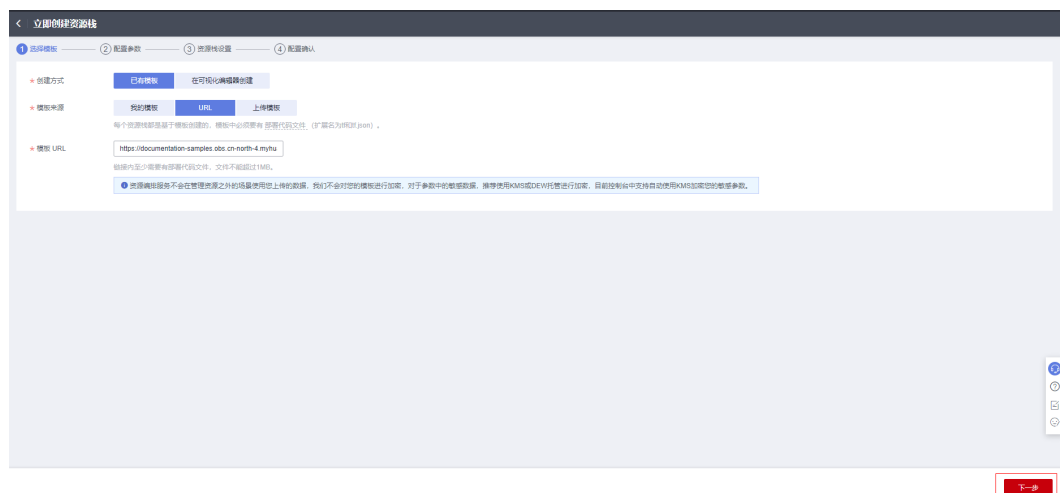 < 立即创建资源栈
1 选择模板 2 配置参数 3 资源栈设置 4 配置确认
* 创建方式 已有模板 在可视化编辑器创建
* 模板来源 我的模板 URL 上传模板
每个资源栈都是基于模板创建的，模板中必须要有 部署代码文件 （扩展名为tf和tf.json）。
* 模板 URL https://documentation-samples.obs.cn-north-4.myhu
链接内至少需要有部署代码文件，文件不能超过1MB。
资源编排服务不会在管理资源之外的场景使用您上传的数据，我们不会对您的模板进行加密，对于参数中的敏感数据，推荐使用KMS或DEW托管进行加密，目前控制台中支持自动使用KMS加密您的敏感参数。
下一步